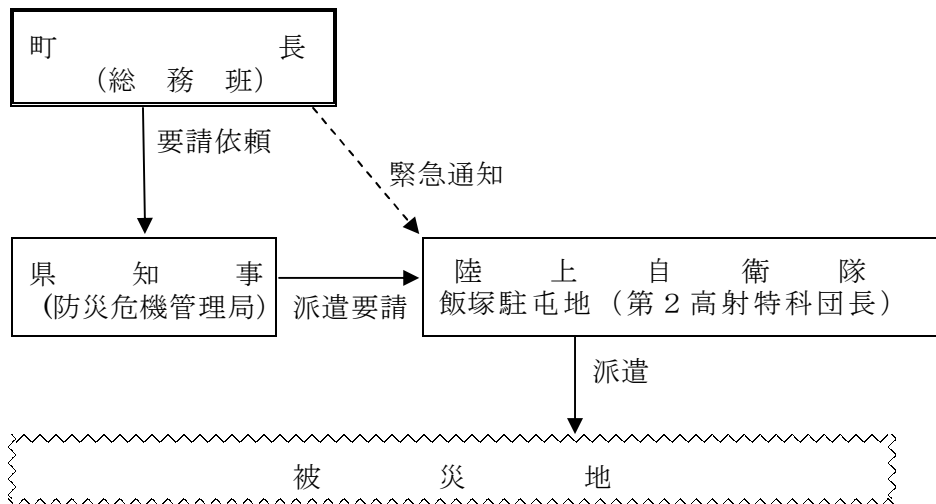 町長
(総務班)
要請依頼
緊急通知
県知事
(防災危機管理局)
派遣要請
陸上自衛隊
飯塚駐屯地(第2高射特科団長)
派遣
被災地